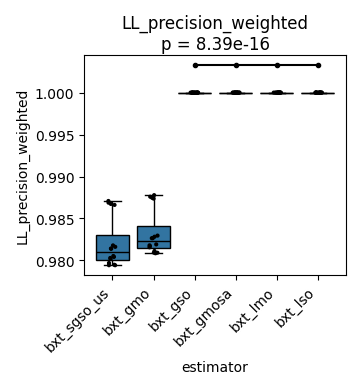 LL_precision_weighted
p = 8.39e-16
LL_precision_weighted
1.000
0.995
0.990
0.985
0.980
bxt_sgso_us
bxt_gmo
bxt_gso
bxt_gmosa
bxt_lmo
bxt_lso
estimator